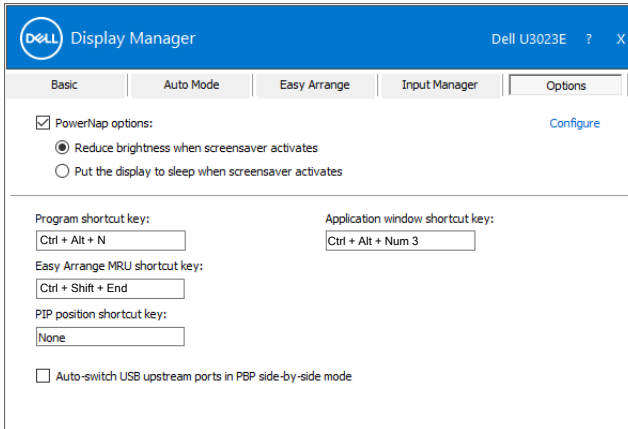 DELL Display Manager Dell U3023E ? X
Basic Auto Mode Easy Arrange Input Manager Options
PowerNap options: Configure
Reduce brightness when screensaver activates
Put the display to sleep when screensaver activates
Program shortcut key: Application window shortcut key:
Ctrl + Alt + N Ctrl + Alt + Num 3
Easy Arrange MRU shortcut key:
Ctrl + Shift + End
PIP position shortcut key:
None
Auto-switch USB upstream ports in PBP side-by-side mode